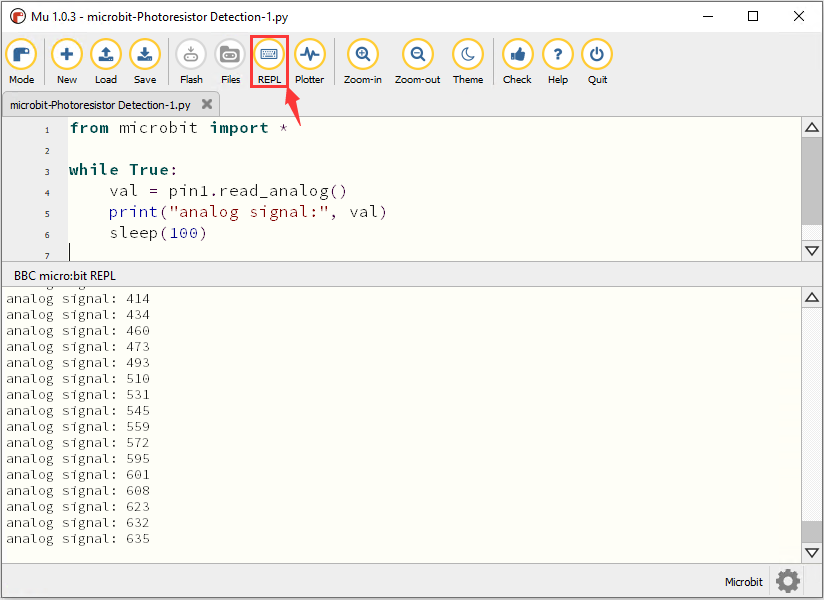 Mu 1.0.3 - microbit-Photoresistor Detection-1.py
Mode New Load Save Flash Files REPL Plotter Zoom-in Zoom-out Theme Check Help Quit
microbit-Photoresistor Detection-1.py
1 from microbit import *
2
3 while True:
4 val = pin1.read_analog()
5 print("analog signal:", val)
6 sleep(100)
7
BBC micro:bit REPL
analog signal: 414
analog signal: 434
analog signal: 460
analog signal: 473
analog signal: 493
analog signal: 510
analog signal: 531
analog signal: 545
analog signal: 559
analog signal: 572
analog signal: 595
analog signal: 601
analog signal: 608
analog signal: 623
analog signal: 632
analog signal: 635
Microbit